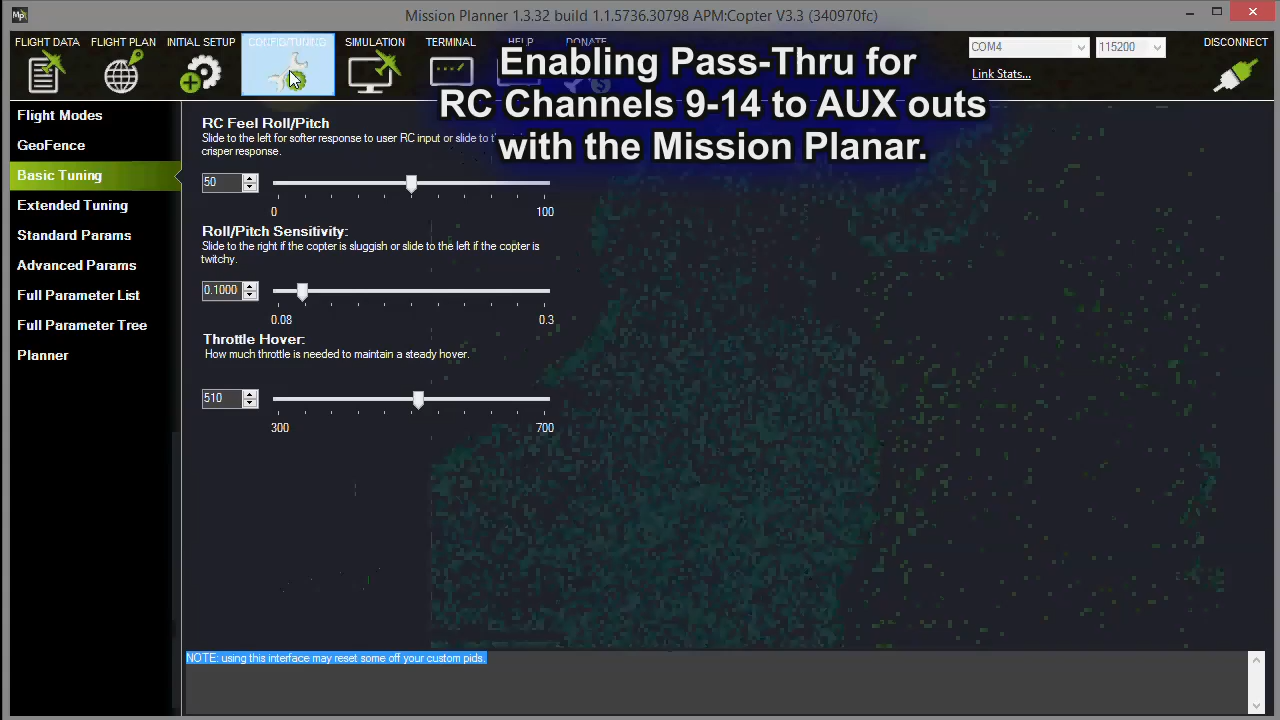 Mp
Mission Planner 1.3.32 build 1.1.5736.30798 APM:Copter V3.3 (340970fc)
FLIGHT DATA
FLIGHT PLAN
INITIAL SETUP
CONFIG/TUNING
SIMULATION
TERMINAL
HELP
DONATE
COM4
115200
Link Stats...
DISCONNECT
Enabling Pass-Thru for
RC Channels 9-14 to AUX outs
with the Mission Planar.
Flight Modes
GeoFence
Basic Tuning
Extended Tuning
Standard Params
Advanced Params
Full Parameter List
Full Parameter Tree
Planner
RC Feel Roll/Pitch
Slide to the left for softer response to user RC input or slide to
crisper response.
50
0
100
Roll/Pitch Sensitivity:
Slide to the right if the copter is sluggish or slide to the left if the copter is
twitchy.
0.1000
0.08
0.3
Throttle Hover:
How much throttle is needed to maintain a steady hover.
510
300
700
NOTE: using this interface may reset some off your custom pids.